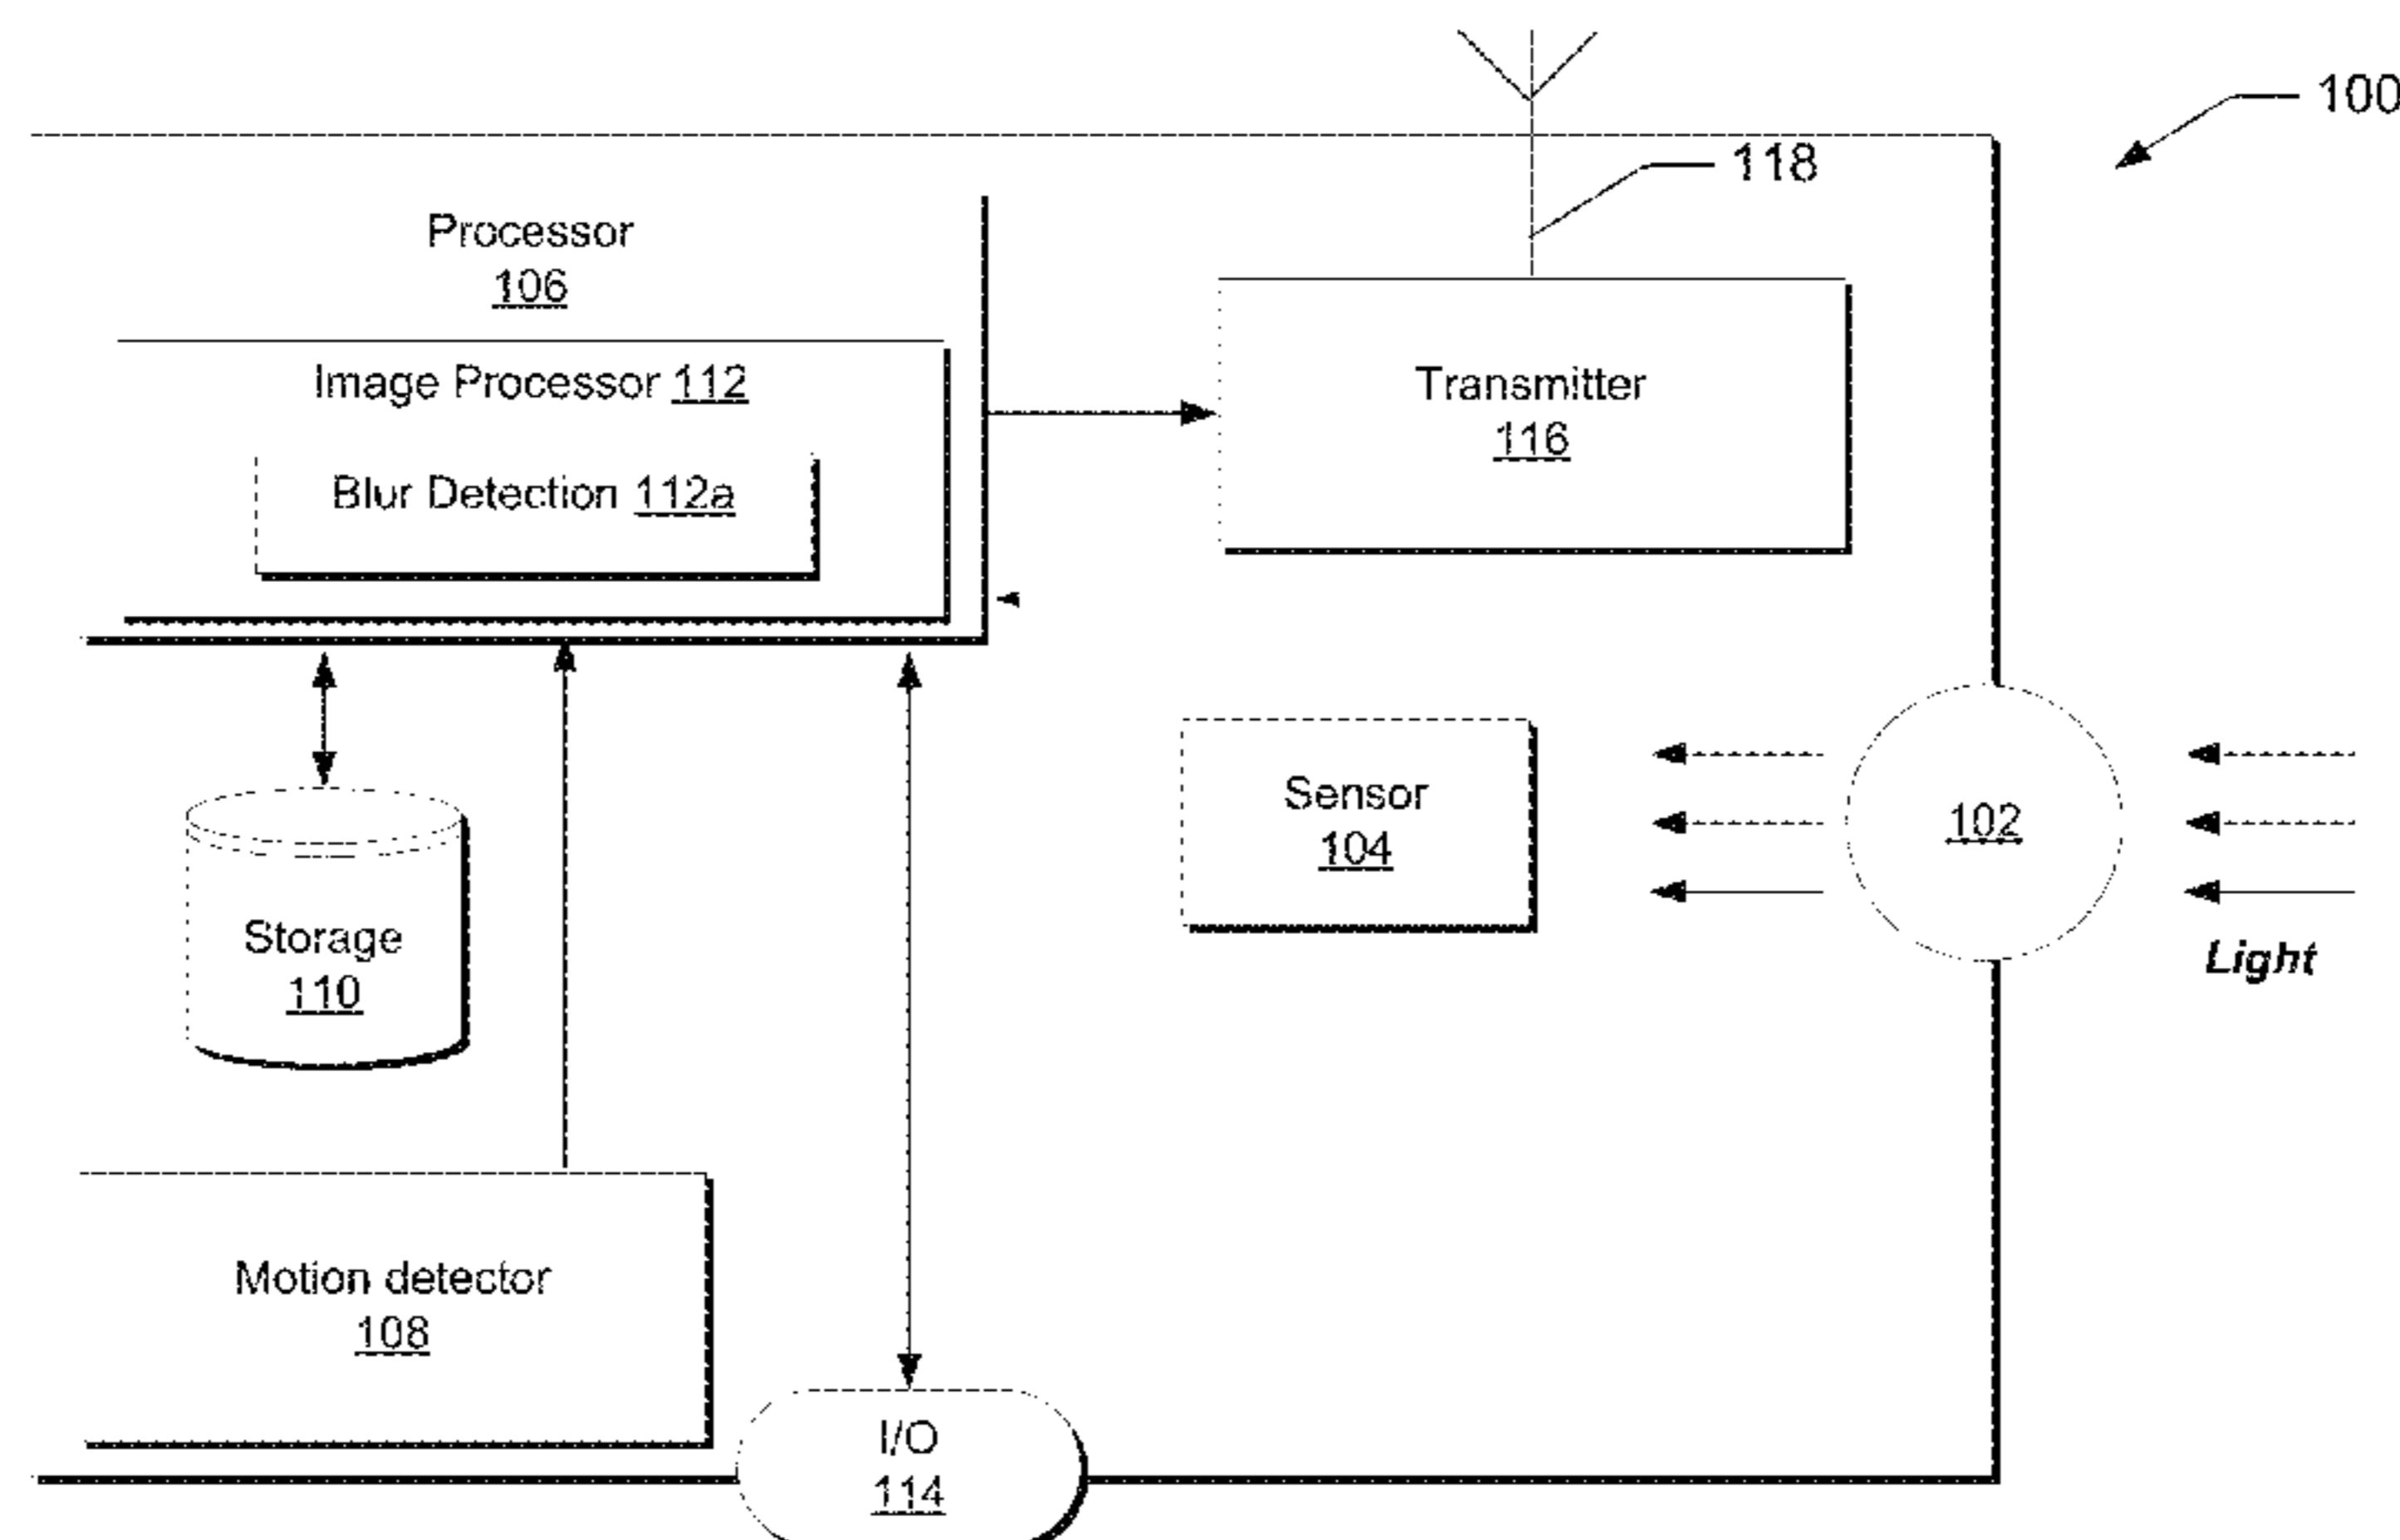 100
118
Processor
106
Image Processor 112
Blur Detection 112a
Transmitter
116
Sensor
104
102
Light
Storage
110
Motion detector
108
I/O
114